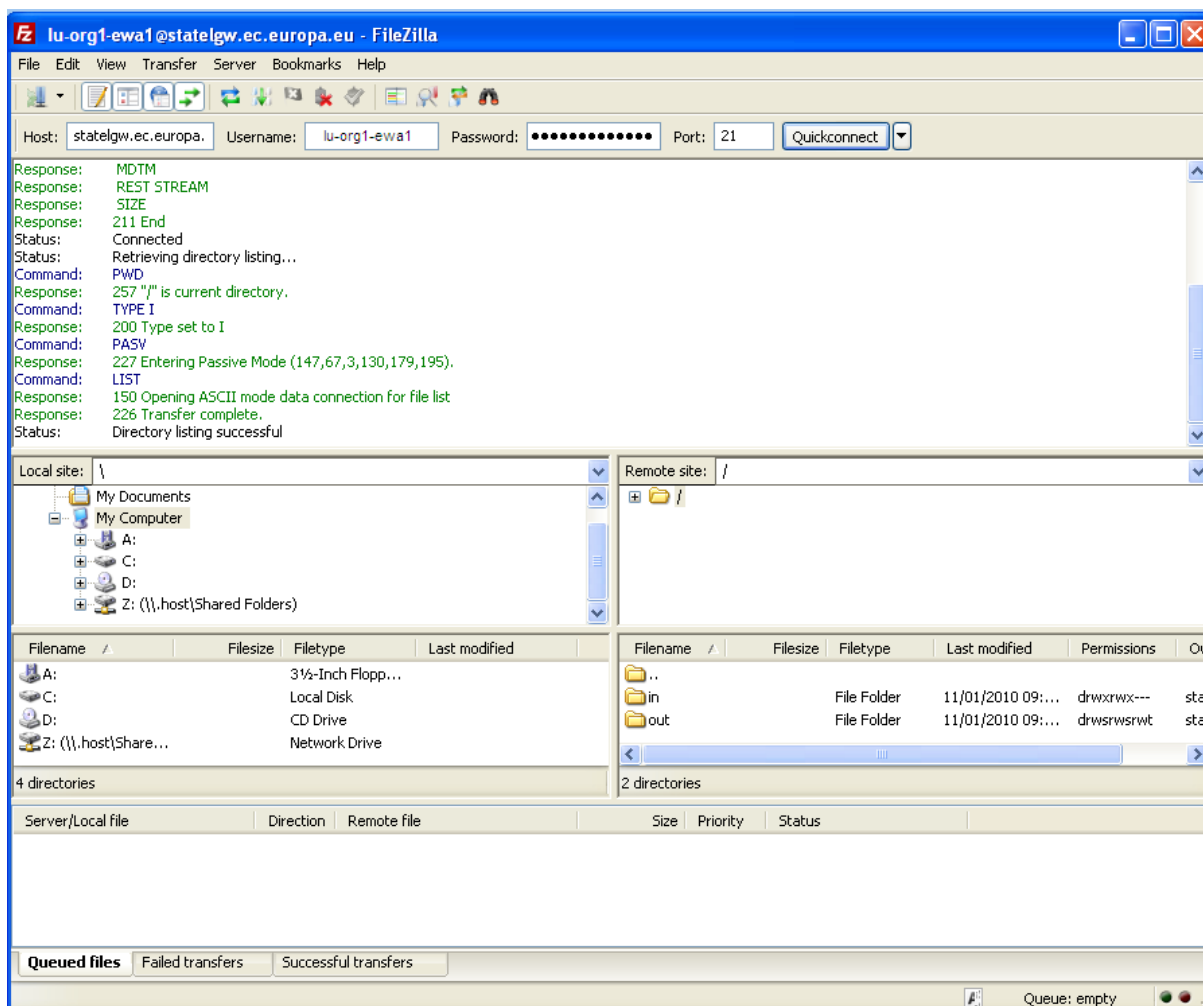 lu-org1-ewa1@statelgw.ec.europa.eu - FileZilla
File Edit View Transfer Server Bookmarks Help
Host: statelgw.ec.europa. Username: lu-org1-ewa1 Password: ●●●●●●●●●●●●● Port: 21 Quickconnect
Response: MDTM
Response: REST STREAM
Response: SIZE
Response: 211 End
Status: Connected
Status: Retrieving directory listing...
Command: PWD
Response: 257 "/" is current directory.
Command: TYPE I
Response: 200 Type set to I
Command: PASV
Response: 227 Entering Passive Mode (147,67,3,130,179,195).
Command: LIST
Response: 150 Opening ASCII mode data connection for file list
Response: 226 Transfer complete.
Status: Directory listing successful
Local site: \
My Documents
My Computer
A:
C:
D:
Z: (\\.host\Shared Folders)
Remote site: /
/
Filename Filesize Filetype Last modified
A: 3½-Inch Flopp...
C: Local Disk
D: CD Drive
Z: (\\.host\Share... Network Drive
4 directories
Filename Filesize Filetype Last modified Permissions Ow
..
in File Folder 11/01/2010 09:... drwxrwx--- sta
out File Folder 11/01/2010 09:... drwsrwsrwt sta
2 directories
Server/Local file Direction Remote file Size Priority Status
Queued files Failed transfers Successful transfers
Queue: empty